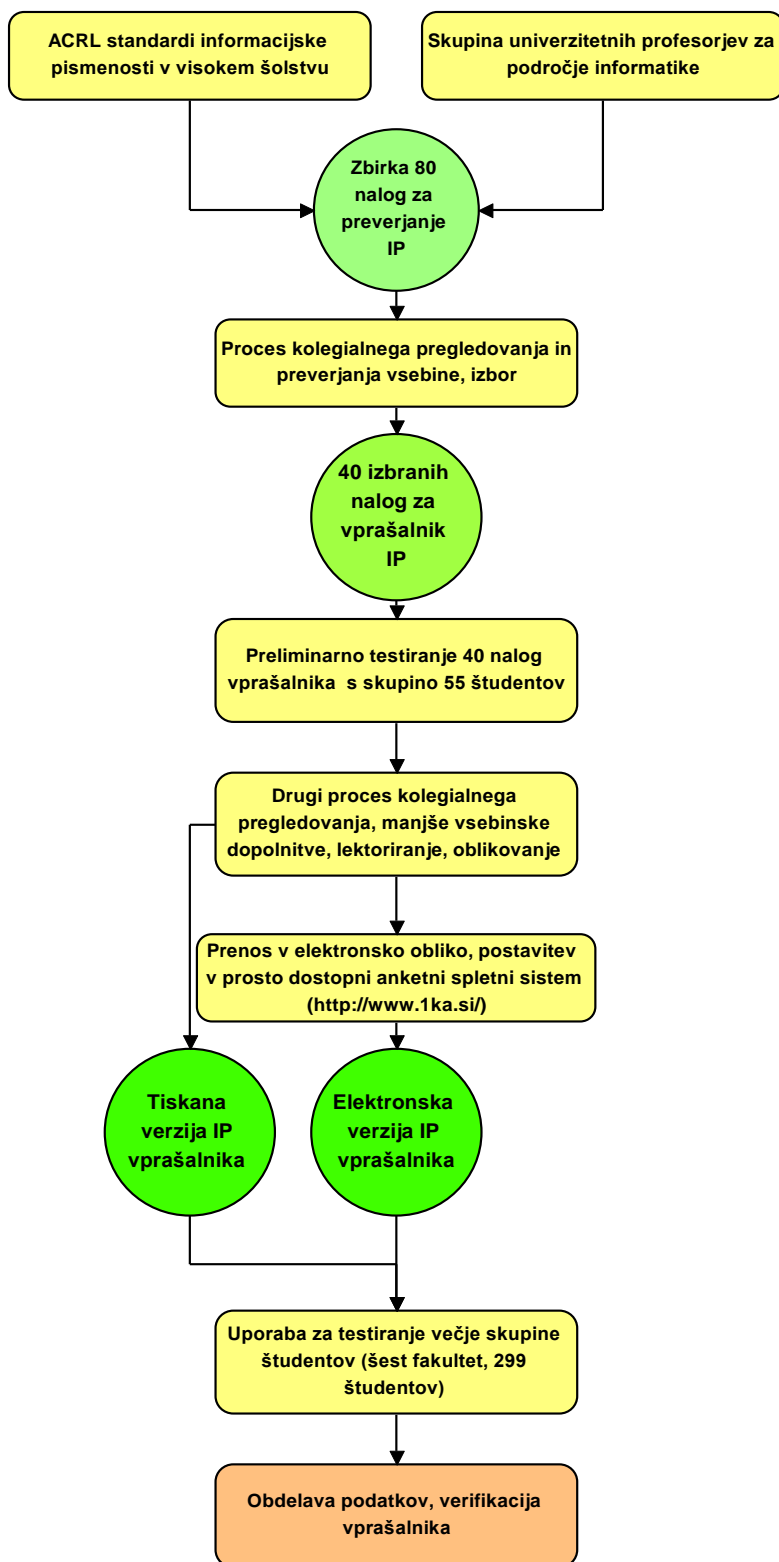 ACRL standardi informacijske
pismenosti v visokem šolstvu
Skupina univerzitetnih profesorjev za
področje informatike
Zbirka 80
nalog za
preverjanje
IP
Proces kolegialnega pregledovanja in
preverjanja vsebine, izbor
40 izbranih
nalog za
vprašalnik
IP
Preliminarno testiranje 40 nalog
vprašalnika s skupino 55 študentov
Drugi proces kolegialnega
pregledovanja, manjše vsebinske
dopolnitve, lektoriranje, oblikovanje
Prenos v elektronsko obliko, postavitev
v prosto dostopni anketni spletni sistem
(http://www.1ka.si/)
Tiskana
verzija IP
vprašalnika
Elektronska
verzija IP
vprašalnika
Uporaba za testiranje večje skupine
študentov (šest fakultet, 299
študentov)
Obdelava podatkov, verifikacija
vprašalnika